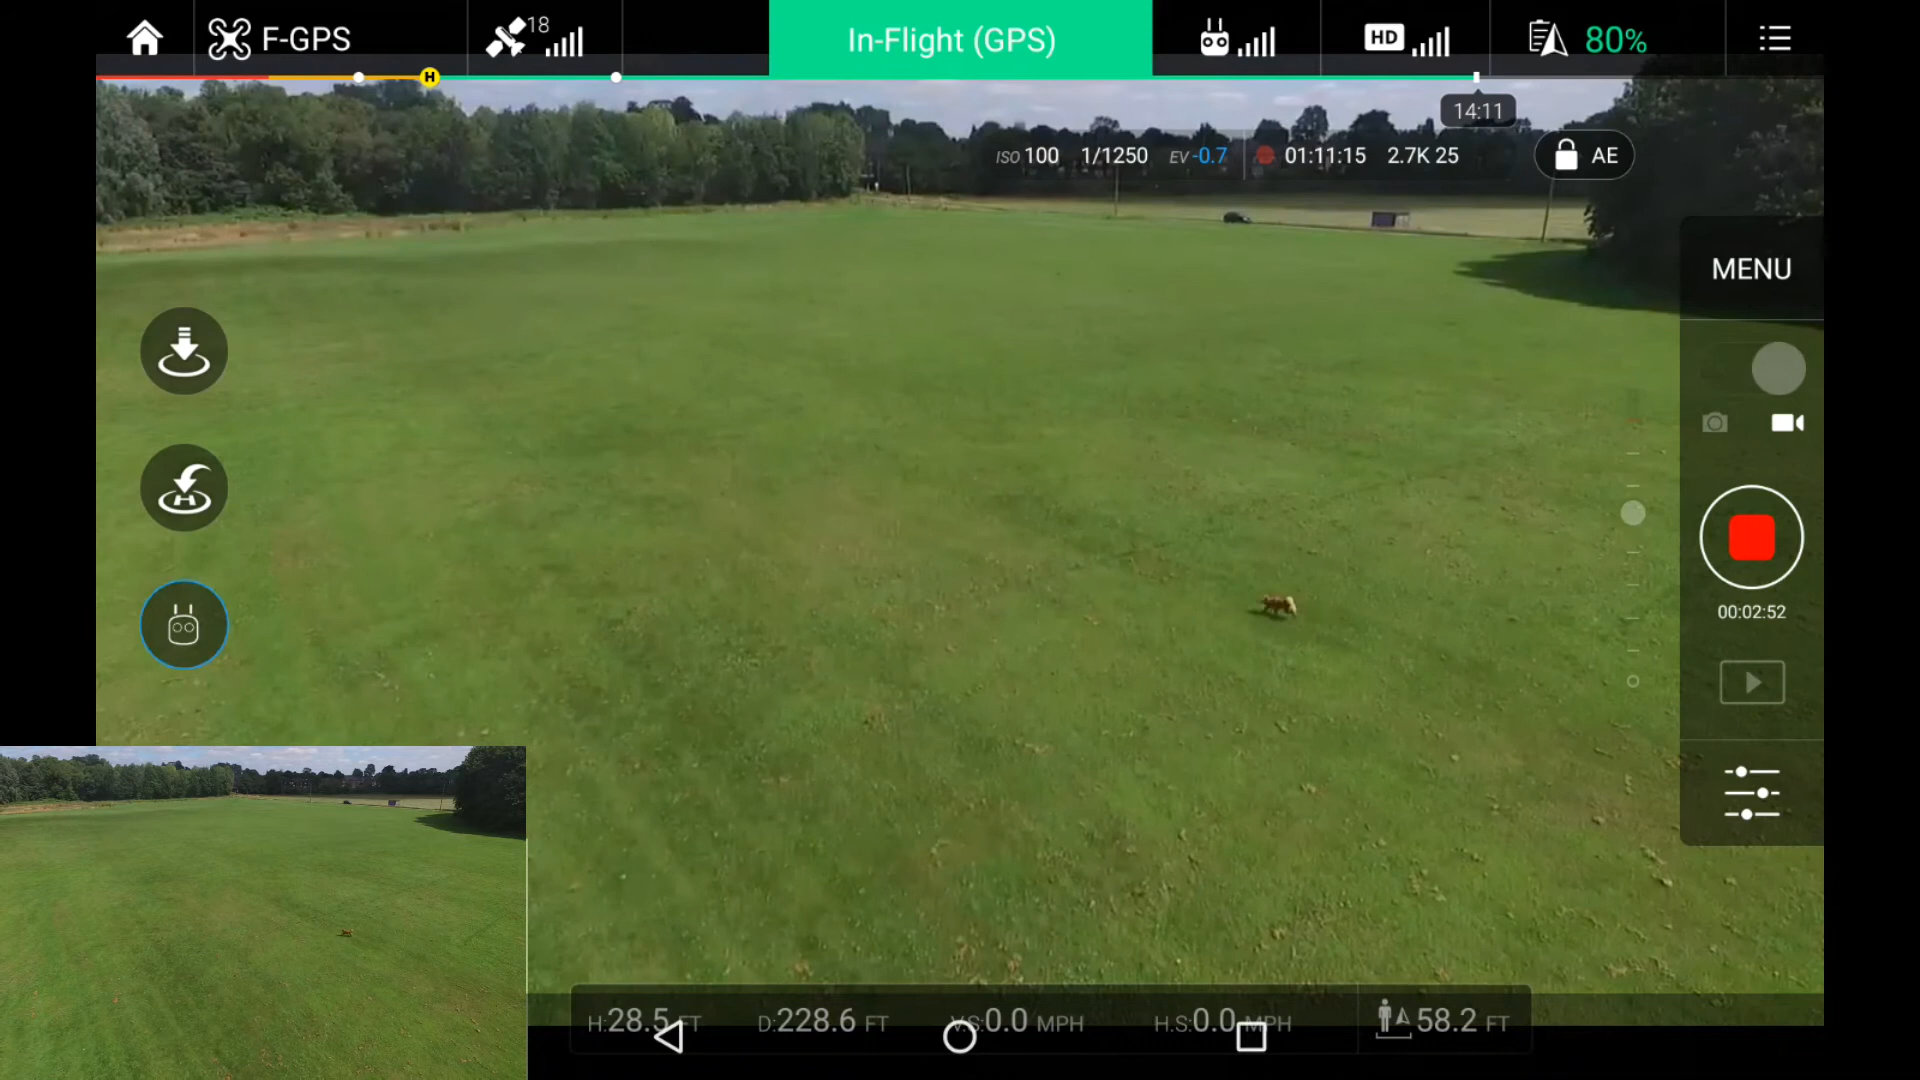 F-GPS
18
In-Flight (GPS)
HD
80%
H
14:11
ISO 100 1/1250 EV -0.7 01:11:15 2.7K 25
AE
MENU
00:02:52
H:28.5 FT D:228.6 FT V.S:0.0 MPH H.S:0.0 MPH 58.2 FT